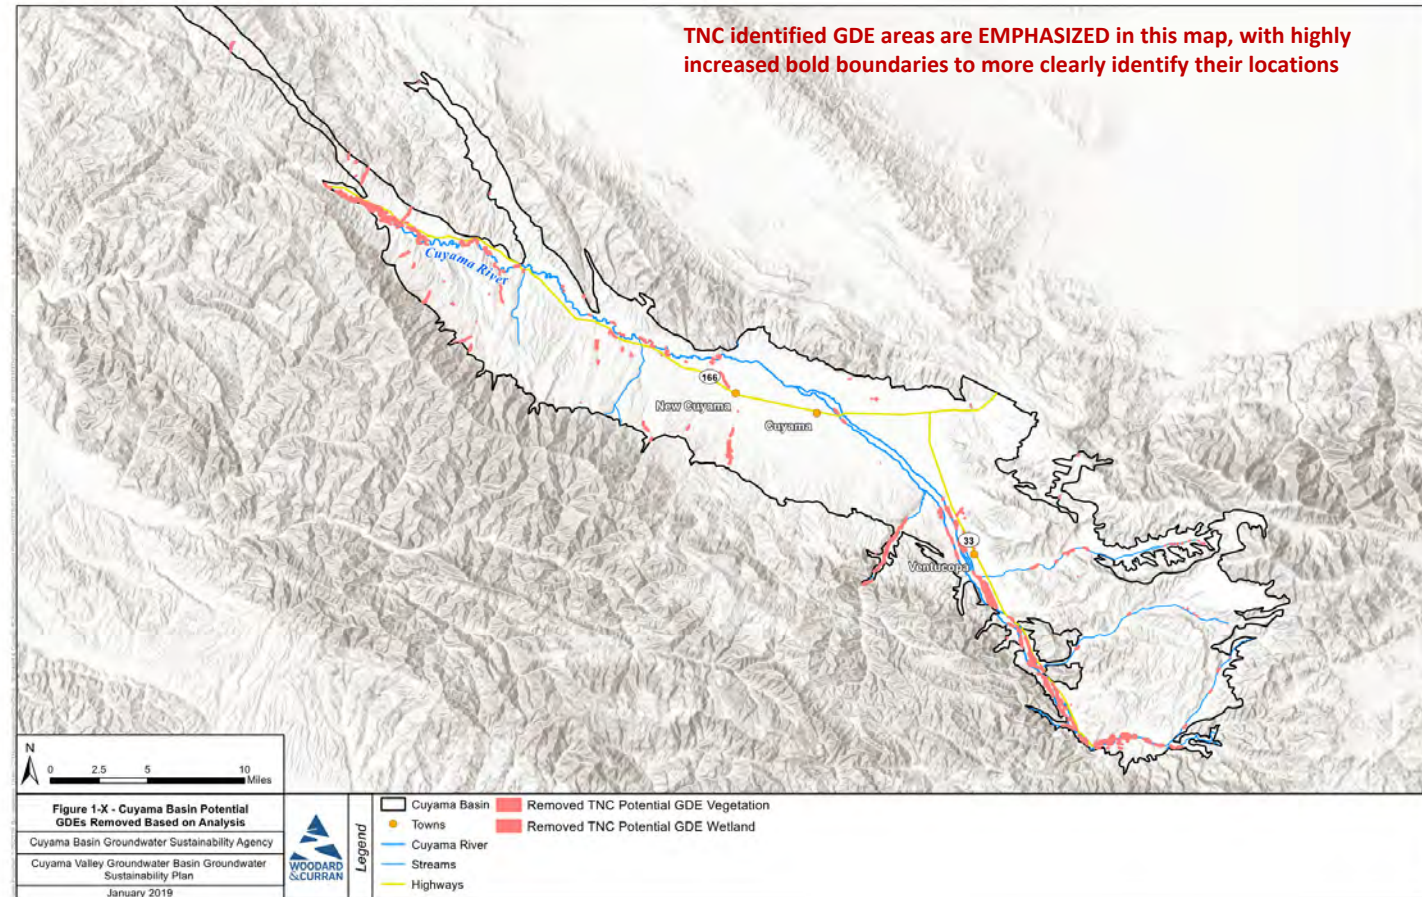 TNC identified GDE areas are EMPHASIZED in this map, with highly
increased bold boundaries to more clearly identify their locations
Cuyama River
166
New Cuyama
Cuyama
33
Ventucopa
N
0 2.5 5 10
Miles
Figure 1-X - Cuyama Basin Potential
GDEs Removed Based on Analysis
Cuyama Basin Groundwater Sustainability Agency
Cuyama Valley Groundwater Basin Groundwater
Sustainability Plan
January 2019
WOODARD
&CURRAN
Legend
Cuyama Basin
Towns
Cuyama River
Streams
Highways
Removed TNC Potential GDE Vegetation
Removed TNC Potential GDE Wetland